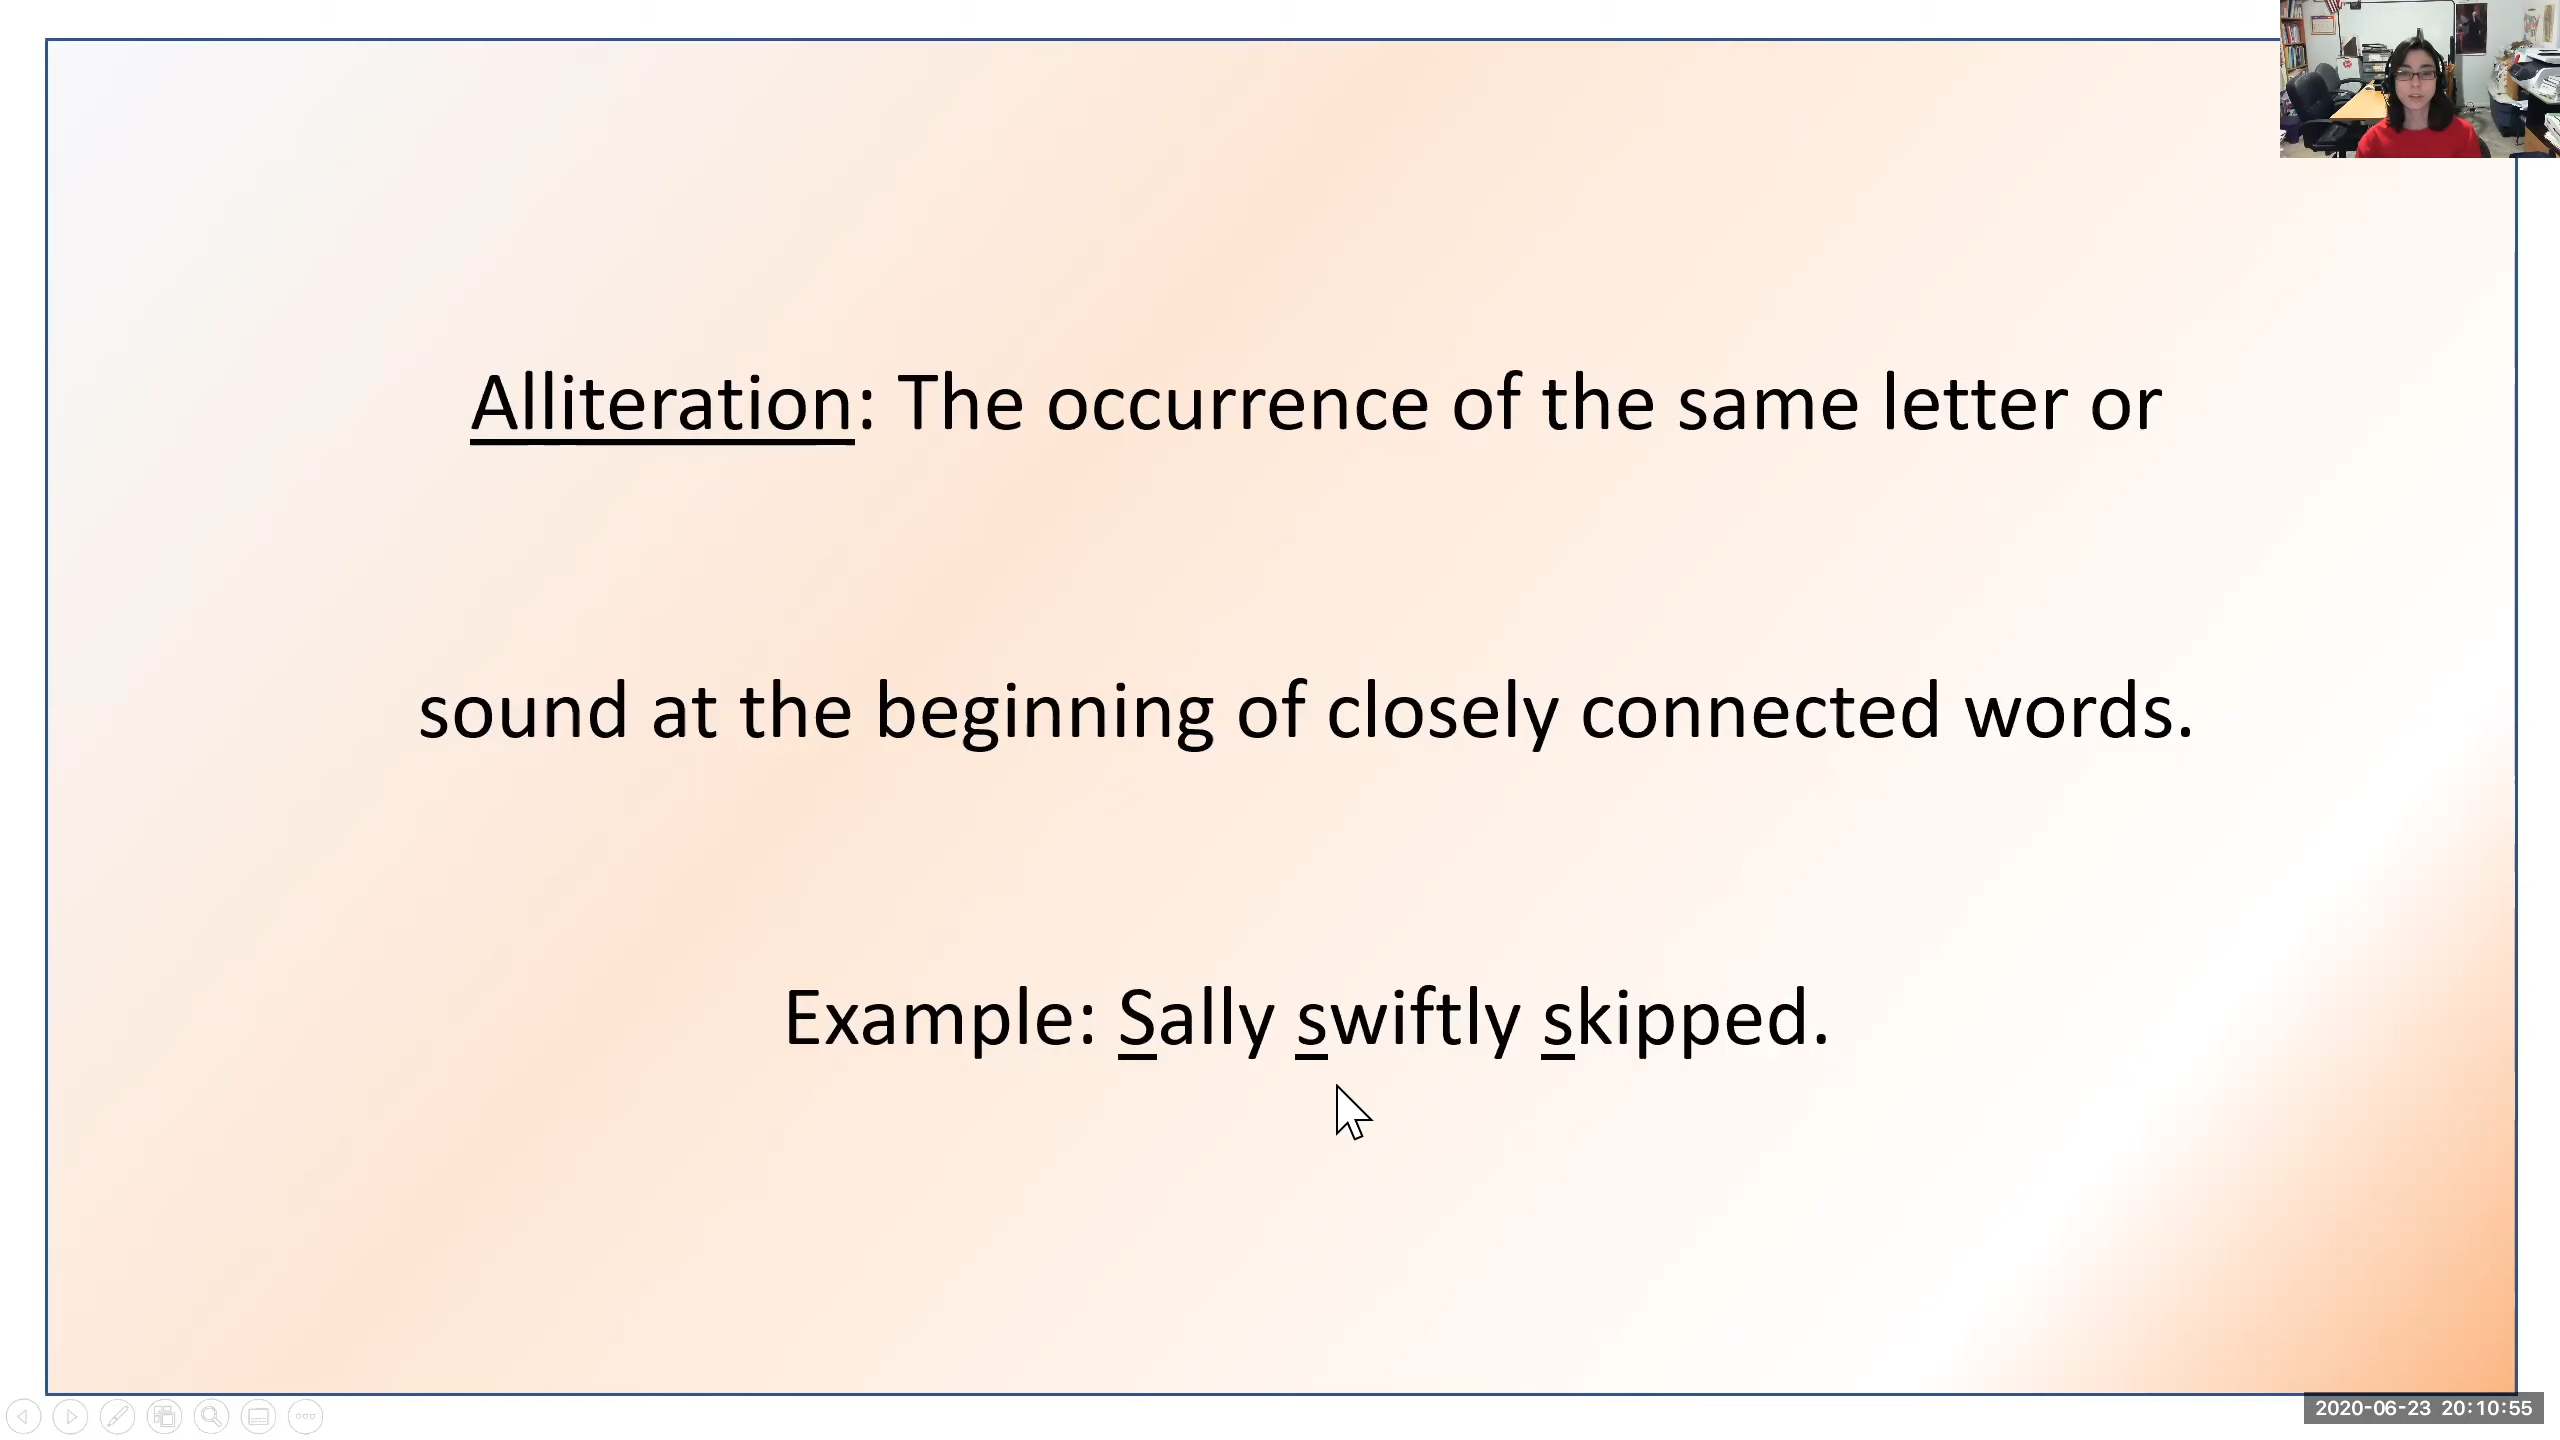 Alliteration: The occurrence of the same letter or
sound at the beginning of closely connected words.
Example: Sally swiftly skipped.
2020-06-23 20:10:55